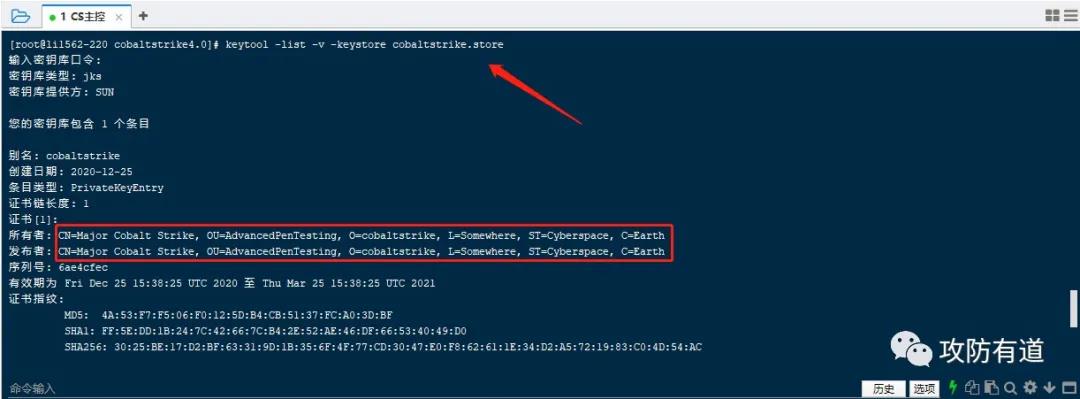 1 CS主控
[root@li1562-220 cobaltstrike4.0]# keytool -list -v -keystore cobaltstrike.store
输入密钥库口令:
密钥库类型: jks
密钥库提供方: SUN
您的密钥库包含 1 个条目
别名: cobaltstrike
创建日期: 2020-12-25
条目类型: PrivateKeyEntry
证书链长度: 1
证书[1]:
所有者: CN=Major Cobalt Strike, OU=AdvancedPenTesting, O=cobaltstrike, L=Somewhere, ST=Cyberspace, C=Earth
发布者: CN=Major Cobalt Strike, OU=AdvancedPenTesting, O=cobaltstrike, L=Somewhere, ST=Cyberspace, C=Earth
序列号: 6ae4cfec
有效期为 Fri Dec 25 15:38:25 UTC 2020 至 Thu Mar 25 15:38:25 UTC 2021
证书指纹:
MD5: 4A:53:F7:F5:06:F0:12:5D:B4:CB:51:37:FC:A0:3D:BF
SHA1: FF:5E:DD:1B:24:7C:42:66:7C:B4:2E:52:AE:46:DF:66:53:40:49:D0
SHA256: 30:25:BE:17:D2:BF:63:31:9D:1B:35:6F:4F:77:CD:30:47:E0:F8:62:61:1E:34:D2:A5:72:19:83:C0:4D:54:AC
攻防有道
命令输入
历史
选项